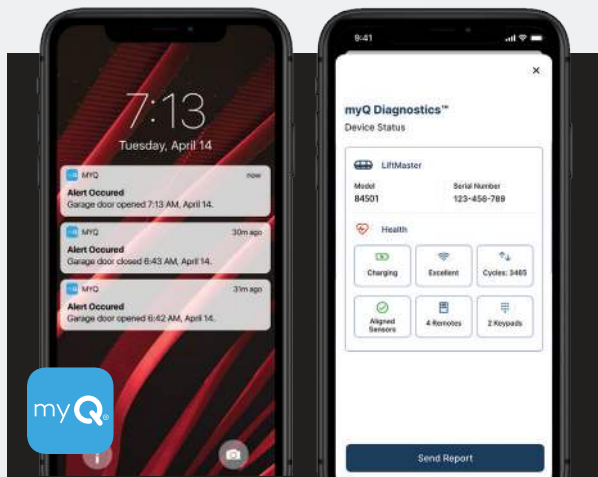 7:13
Tuesday, April 14
MYQ now
Alert Occured
Garage door opened 7:13 AM, April 14.
MYQ 30m ago
Alert Occured
Garage door closed 6:43 AM, April 14.
MYQ 31m ago
Alert Occured
Garage door opened 6:42 AM, April 14.
myQ®
9:41
myQ Diagnostics™
Device Status
LiftMaster
Model Serial Number
84501 123-456-789
Health
Charging Excellent Cycles: 3465
Aligned
Sensors 4 Remotes 2 Keypads
Send Report